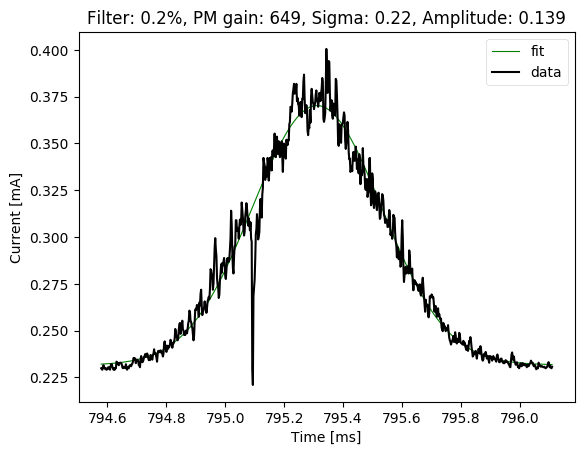 Filter: 0.2%, PM gain: 649, Sigma: 0.22, Amplitude: 0.139
fit
data
0.400
0.375
0.350
0.325
0.300
0.275
0.250
0.225
Current [mA]
794.6 794.8 795.0 795.2 795.4 795.6 795.8 796.0
Time [ms]